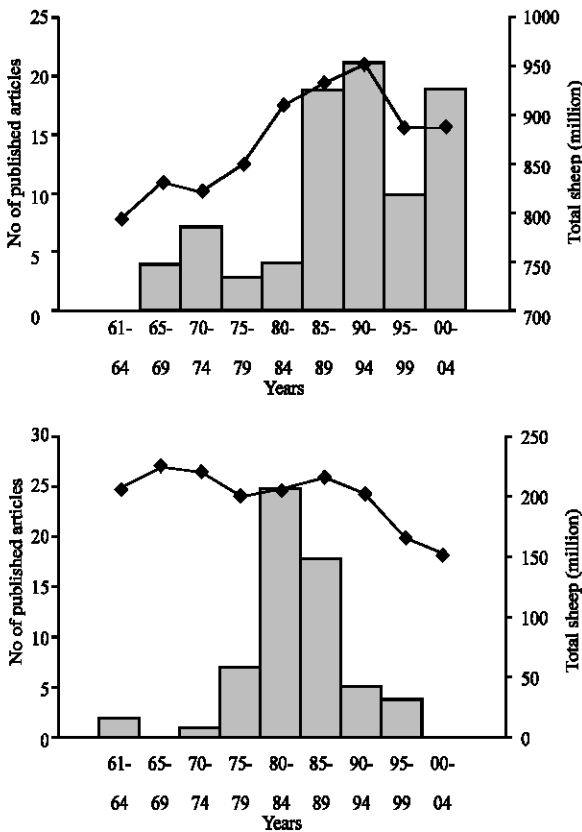 No of published articles
25
20
15
10
5
0
Total sheep (million)
1000
950
900
850
800
750
700
61- 65- 70- 75- 80- 85- 90- 95- 00-
64 69 74 79 84 89 94 99 04
Years
No of published articles
30
25
20
15
10
5
0
Total sheep (million)
250
200
150
100
50
0
61- 65- 70- 75- 80- 85- 90- 95- 00-
64 69 74 79 84 89 94 99 04
Years